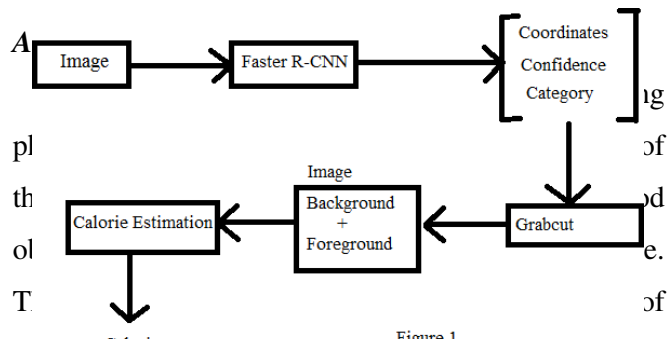 A
Image
Faster R-CNN
Coordinates
Confidence
Category
ng
pl
of
th
Image
Background
+
Foreground
od
Calorie Estimation
Grabcut
ob
e.
T
of
Figure 1